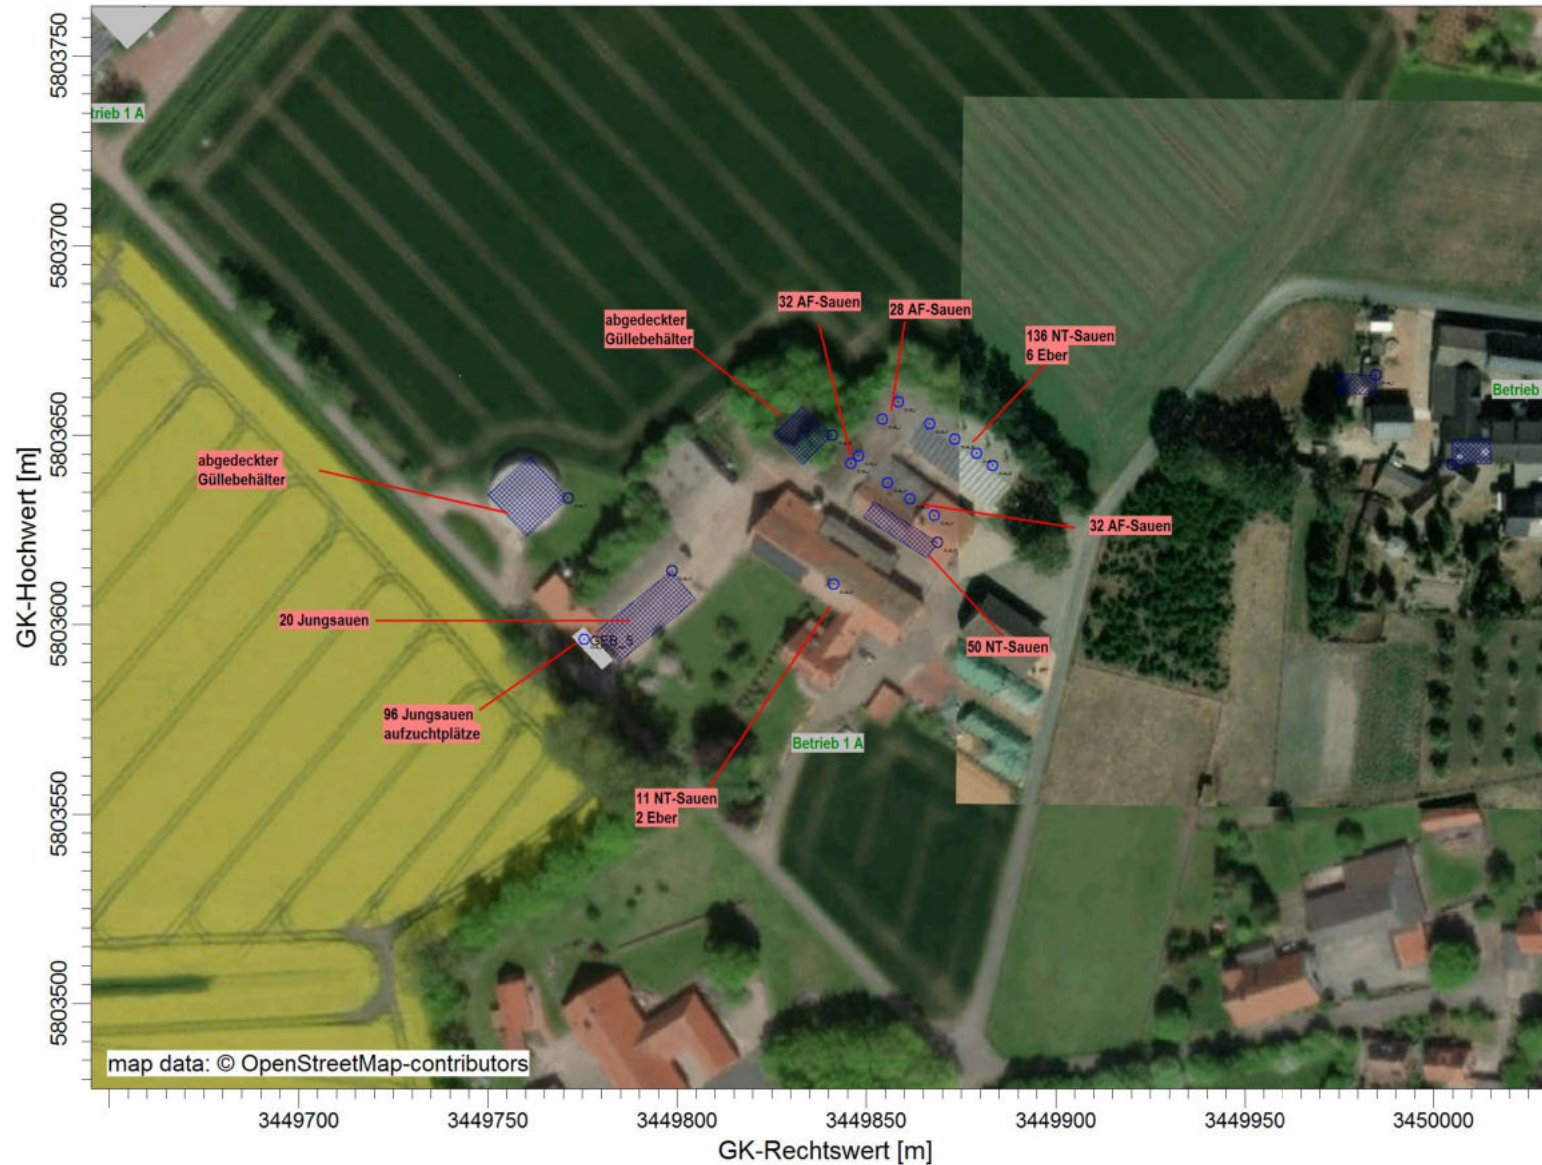 5803750
5803700
5803650
5803600
5803550
5803500
GK-Hochwert [m]
trieb 1 A
32 AF-Sauen
28 AF-Sauen
abgedeckter
Güllebehälter
136 NT-Sauen
6 Eber
Betrieb
abgedeckter
Güllebehälter
32 AF-Sauen
20 Jungsauen
GEB_5
50 NT-Sauen
96 Jungsauen
aufzuchtplätze
Betrieb 1 A
11 NT-Sauen
2 Eber
map data: © OpenStreetMap-contributors
3449700
3449750
3449800
3449850
3449900
3449950
3450000
GK-Rechtswert [m]